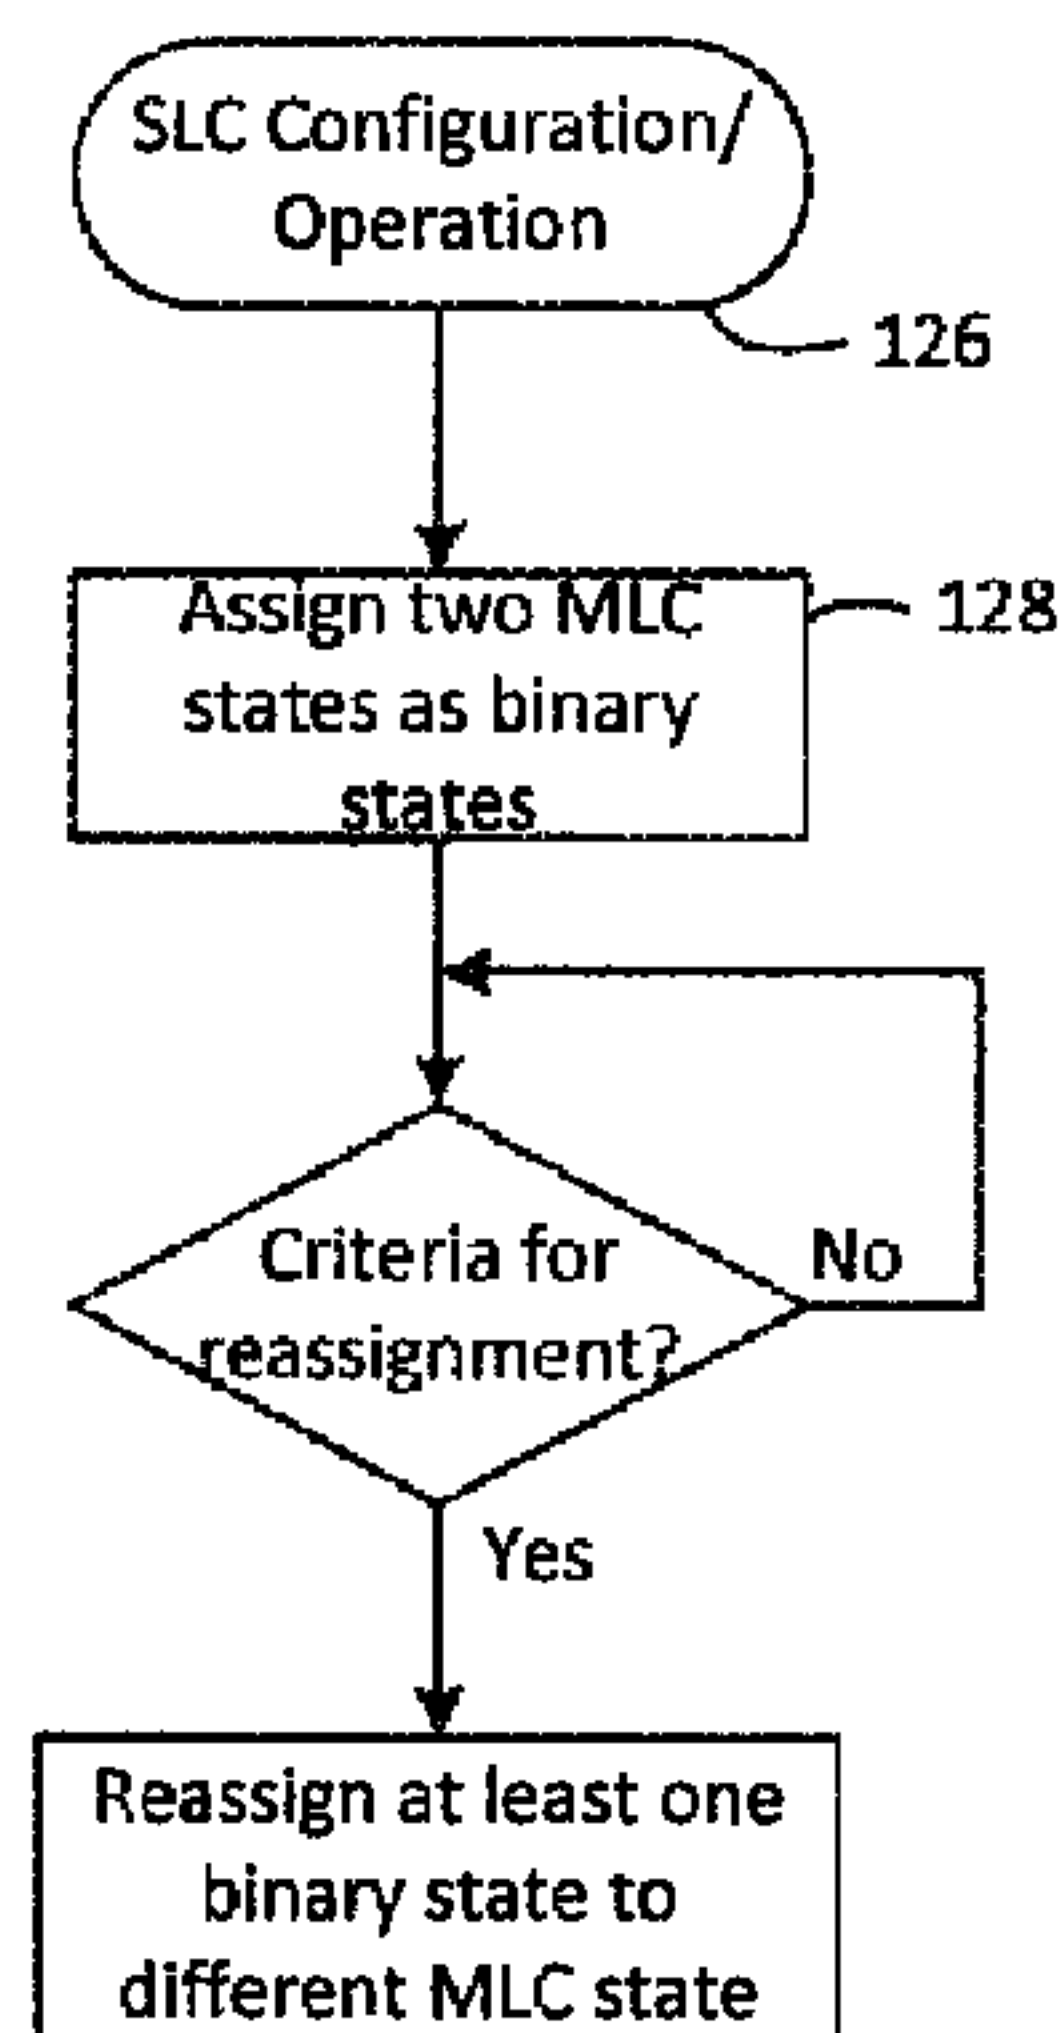 SLC Configuration/
Operation
126
Assign two MLC
states as binary
states
128
Criteria for
reassignment?
No
Yes
Reassign at least one
binary state to
different MLC state